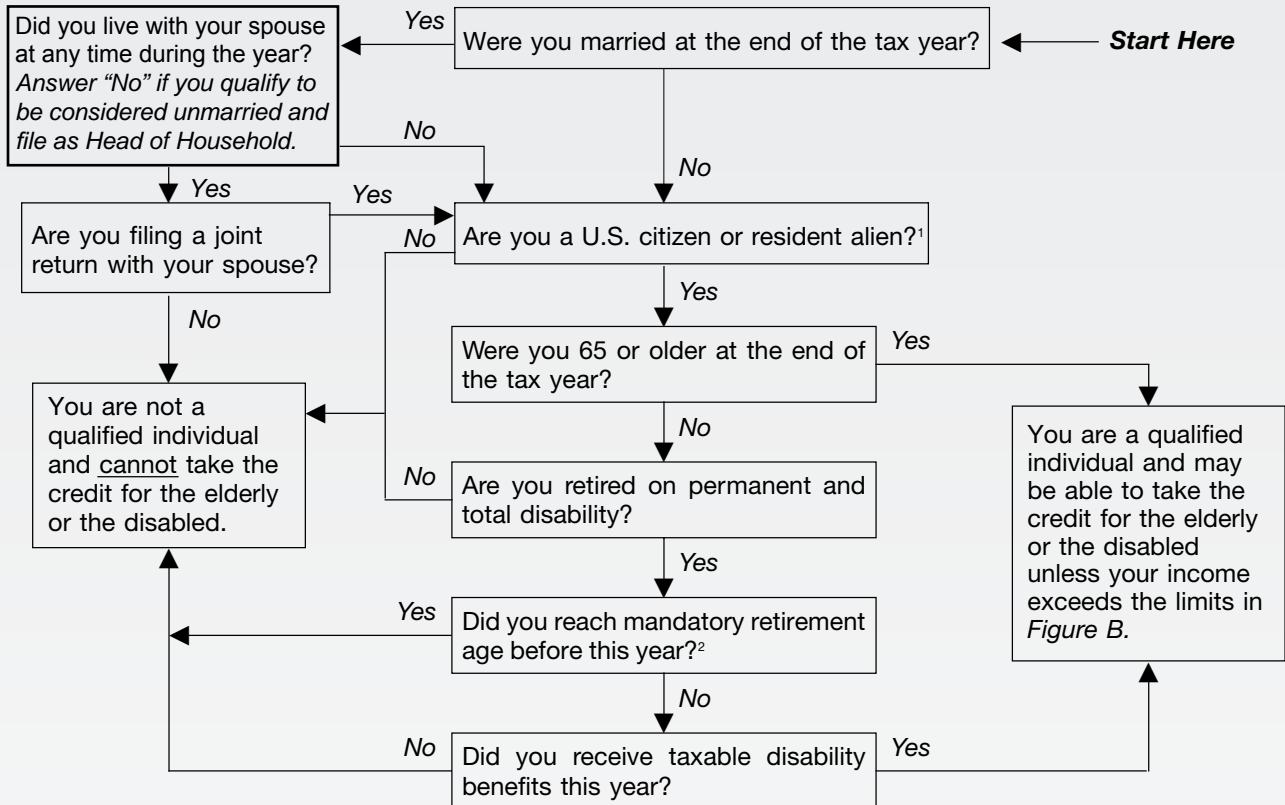 Did you live with your spouse
at any time during the year?
Answer “No” if you qualify to
be considered unmarried and
file as Head of Household.
Yes
Were you married at the end of the tax year?
Start Here
No
No
Yes
Are you filing a joint
return with your spouse?
Yes
No
Are you a U.S. citizen or resident alien?¹
No
Yes
Were you 65 or older at the end of
the tax year?
Yes
You are not a
qualified individual
and cannot take the
credit for the elderly
or the disabled.
No
No
Are you retired on permanent and
total disability?
You are a qualified
individual and may
be able to take the
credit for the elderly
or the disabled
unless your income
exceeds the limits in
Figure B.
Yes
Yes
Did you reach mandatory retirement
age before this year?²
No
No
Did you receive taxable disability
benefits this year?
Yes